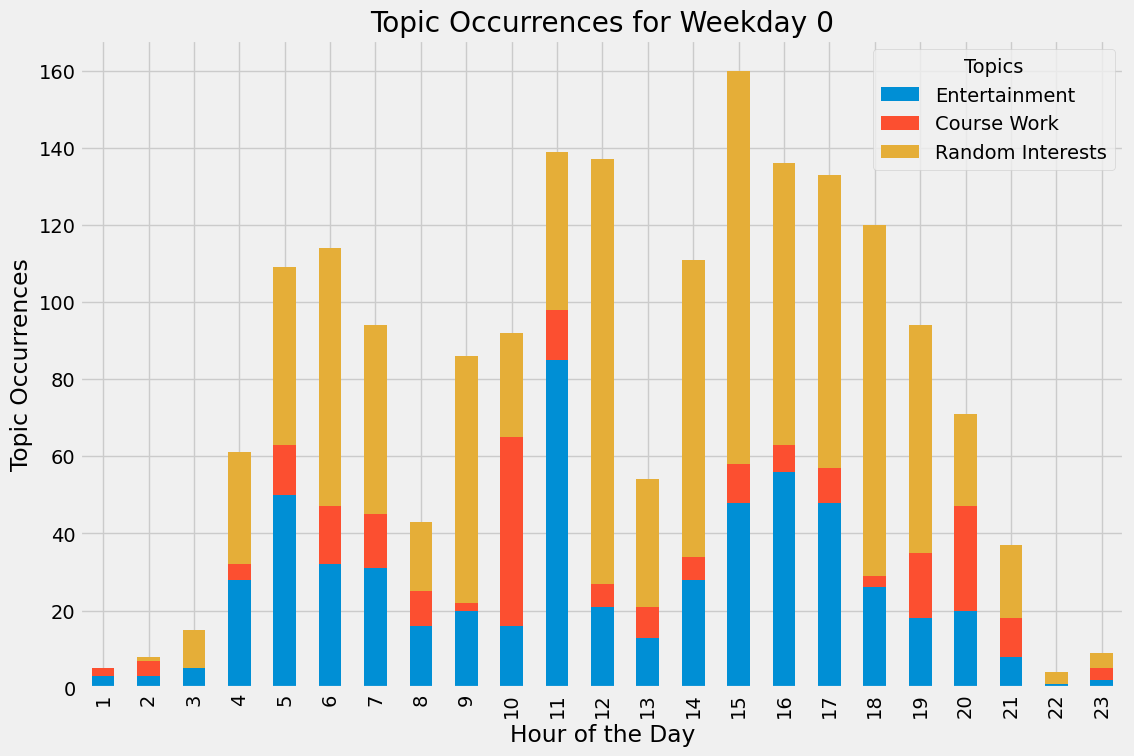 Topic Occurrences for Weekday 0
Topics
Entertainment
Course Work
Random Interests
Topic Occurrences
160
140
120
100
80
60
40
20
0
1 2 3 4 5 6 7 8 9 10 11 12 13 14 15 16 17 18 19 20 21 22 23
Hour of the Day